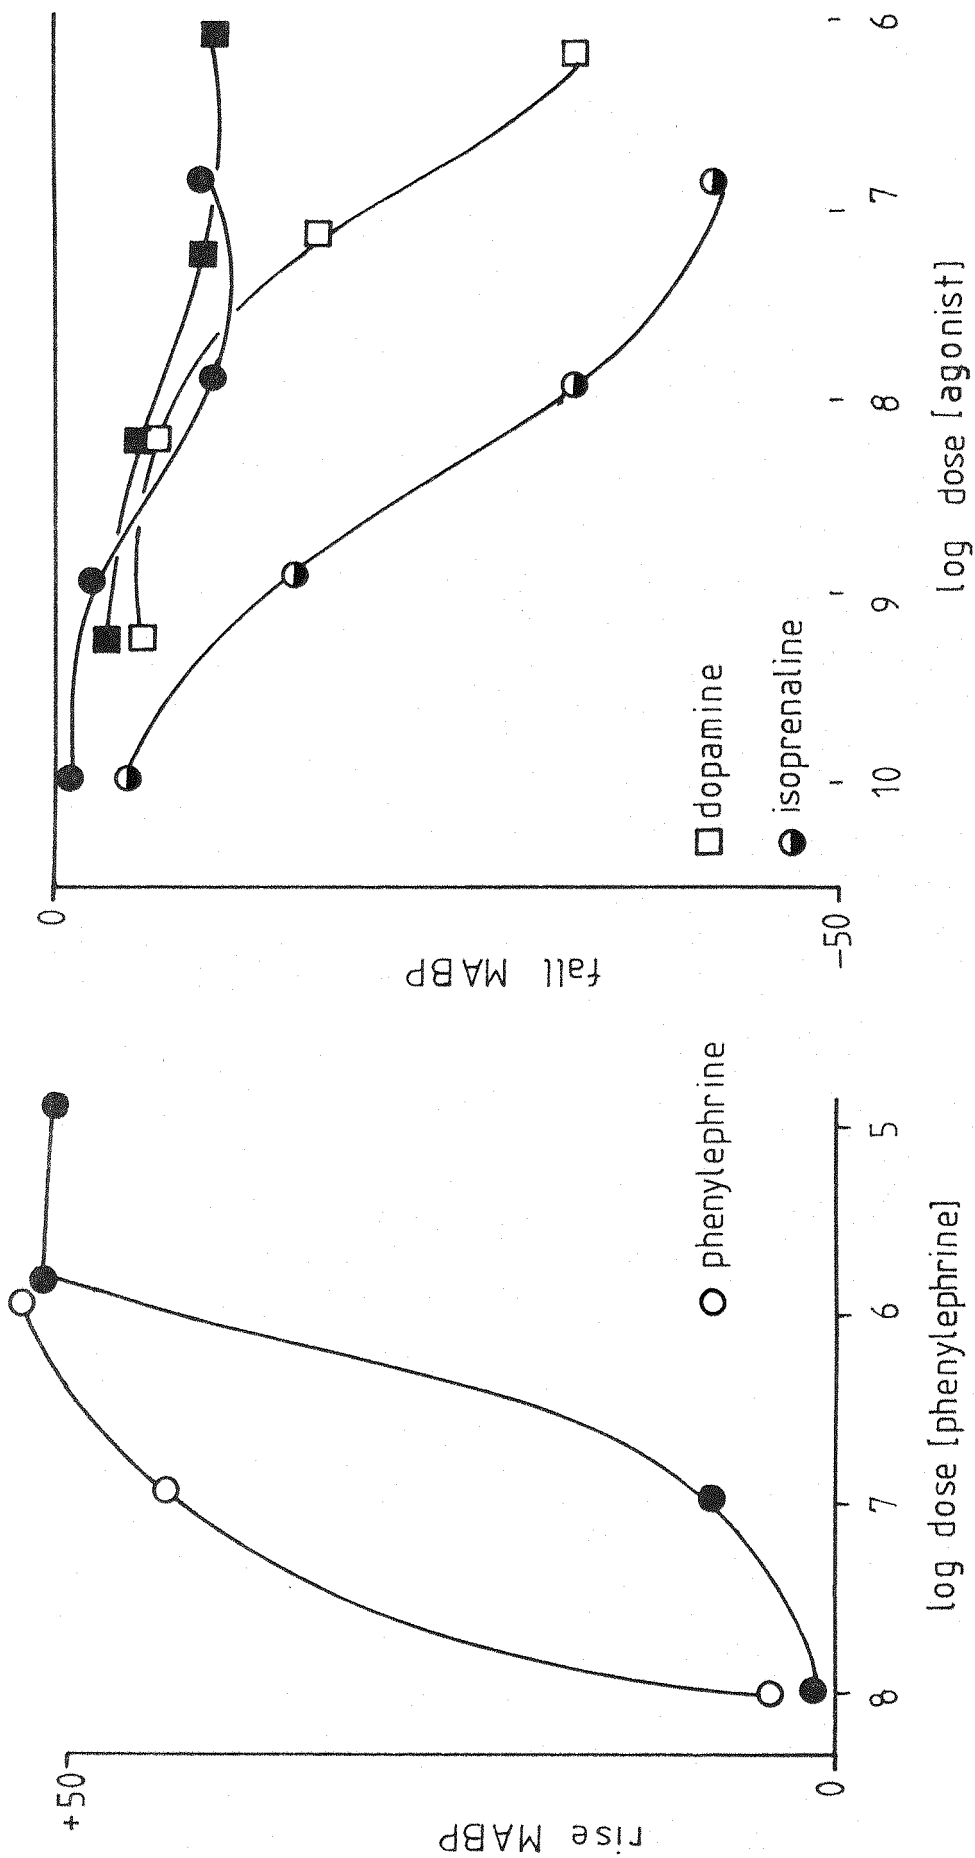 +50
rise MABP
0
8
7
6
5
log dose [phenylephrine]
phenylephrine
0
fall MABP
-50
10
9
8
7
6
log dose [agonist]
dopamine
isoprenaline